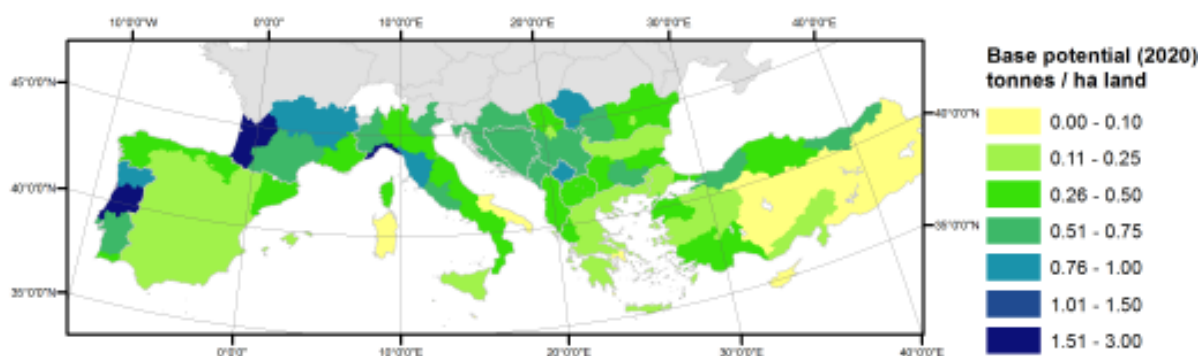 10°0'0"W 0°0'0" 10°0'0"E 20°0'0"E 30°0'0"E 40°0'0"E
45°0'0"N
40°0'0"N
40°0'0"N
35°0'0"N
35°0'0"N
0°0'0" 10°0'0"E 20°0'0"E 30°0'0"E 40°0'0"E
Base potential (2020)
tonnes / ha land
0.00 - 0.10
0.11 - 0.25
0.26 - 0.50
0.51 - 0.75
0.76 - 1.00
1.01 - 1.50
1.51 - 3.00